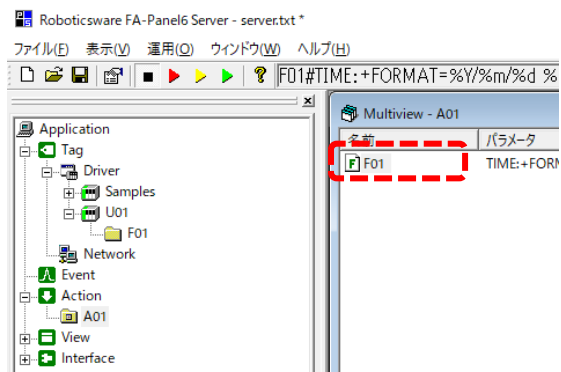 Roboticsware FA-Panel6 Server - server.txt *
ファイル(F) 表示(V) 運用(O) ウィンドウ(W) ヘルプ(H)
F01#TIME:+FORMAT=%Y/%m/%d %
Application
Tag
Driver
Samples
U01
F01
Network
Event
Action
A01
View
Interface
Multiview - A01
名前 パラメータ
F01 TIME:+FORM